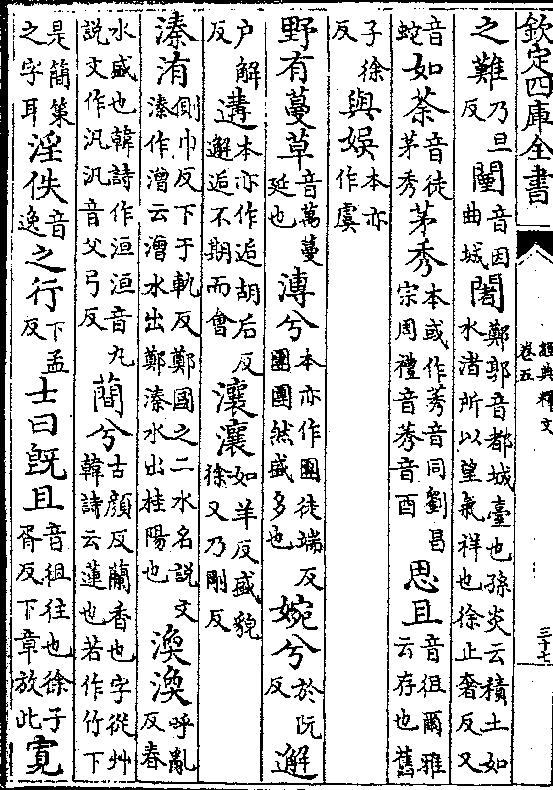 欽定四庫全書
經典釋文
卷五
三十七
之難乃旦反闉音因曲城闍鄭郭音都城臺也孫炎云積土如水渚所以望氣祥也徐止奢反又
音蛇如荼音徒茅秀茅秀本或作莠音同劉昌宗周禮音莠音酉思且音徂爾雅云存也舊
子徐反與娛本亦作虞
野有蔓草音萬蔓延也漙兮本亦作團徒端反團團然盛多也婉兮於阮反邂
户解反遘本亦作逅胡后反邂逅不期而會瀼瀼如羊反盛貌徐又乃剛反
溱洧側巾反下于軌反鄭國之二水名說文溱作潧云潧水出鄭溱水出桂陽也渙渙呼亂反春
水盛也韓詩作洹洹音丸說文作汎汎音父弓反蕳兮古顏反蘭香也字從艸韓詩云蓮也若作竹下
是簡策之字耳淫佚音逸之行下孟反士曰旣且音徂往也徐子胥反下章放此寛